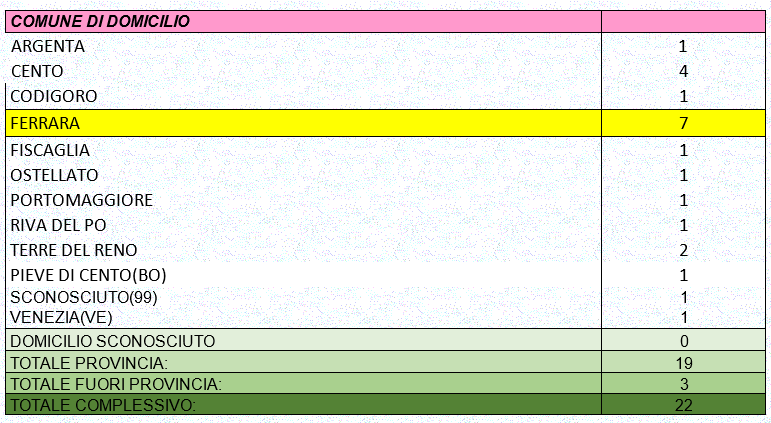 COMUNE DI DOMICILIO
ARGENTA 1
CENTO 4
CODIGORO 1
FERRARA 7
FISCAGLIA 1
OSTELLATO 1
PORTOMAGGIORE 1
RIVA DEL PO 1
TERRE DEL RENO 2
PIEVE DI CENTO(BO) 1
SCONOSCIUTO(99) 1
VENEZIA(VE) 1
DOMICILIO SCONOSCIUTO 0
TOTALE PROVINCIA: 19
TOTALE FUORI PROVINCIA: 3
TOTALE COMPLESSIVO: 22